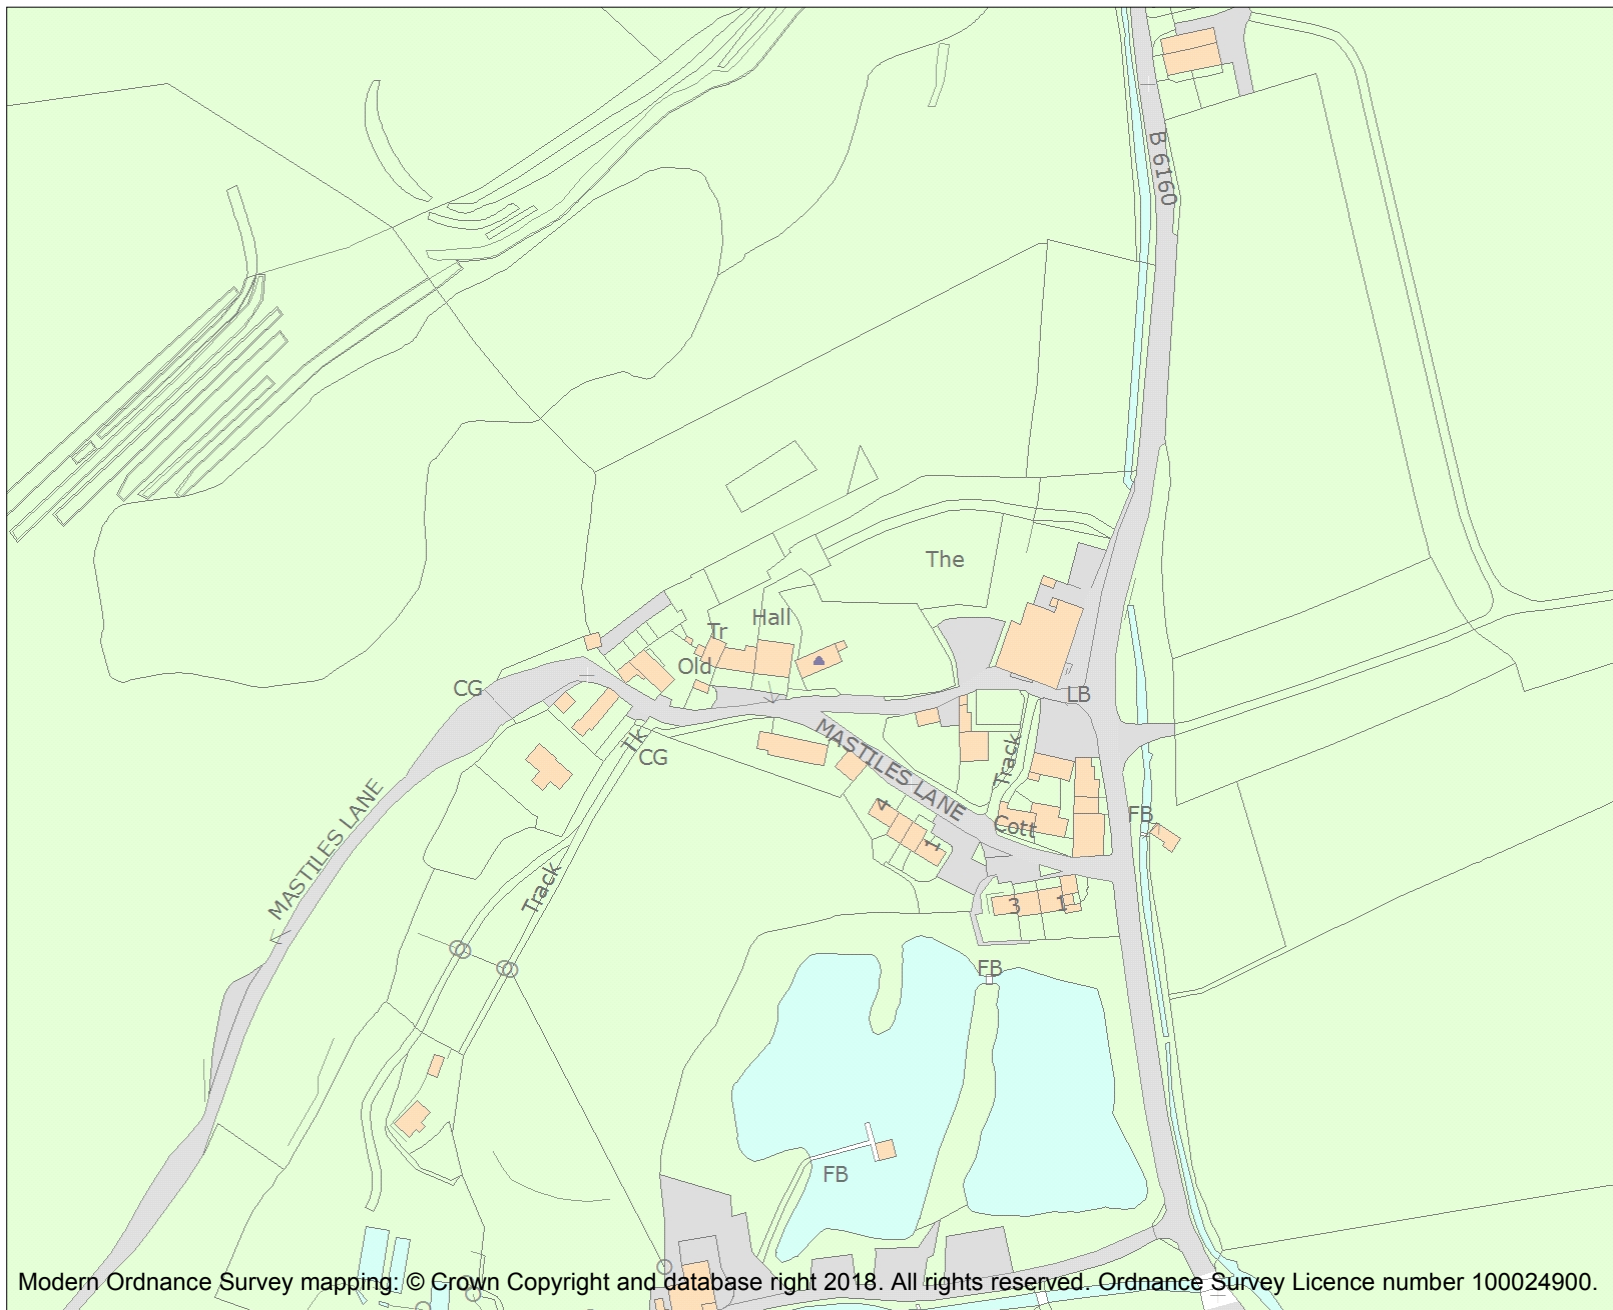 B 6160
The
Hall
Tr
Old
CG
LB
Tk
CG
MASTILES LANE
Track
MASTILES LANE
4
1
Cott
FB
Track
3
1
FB
FB
Modern Ordnance Survey mapping: © Crown Copyright and database right 2018. All rights reserved. Ordnance Survey Licence number 100024900.